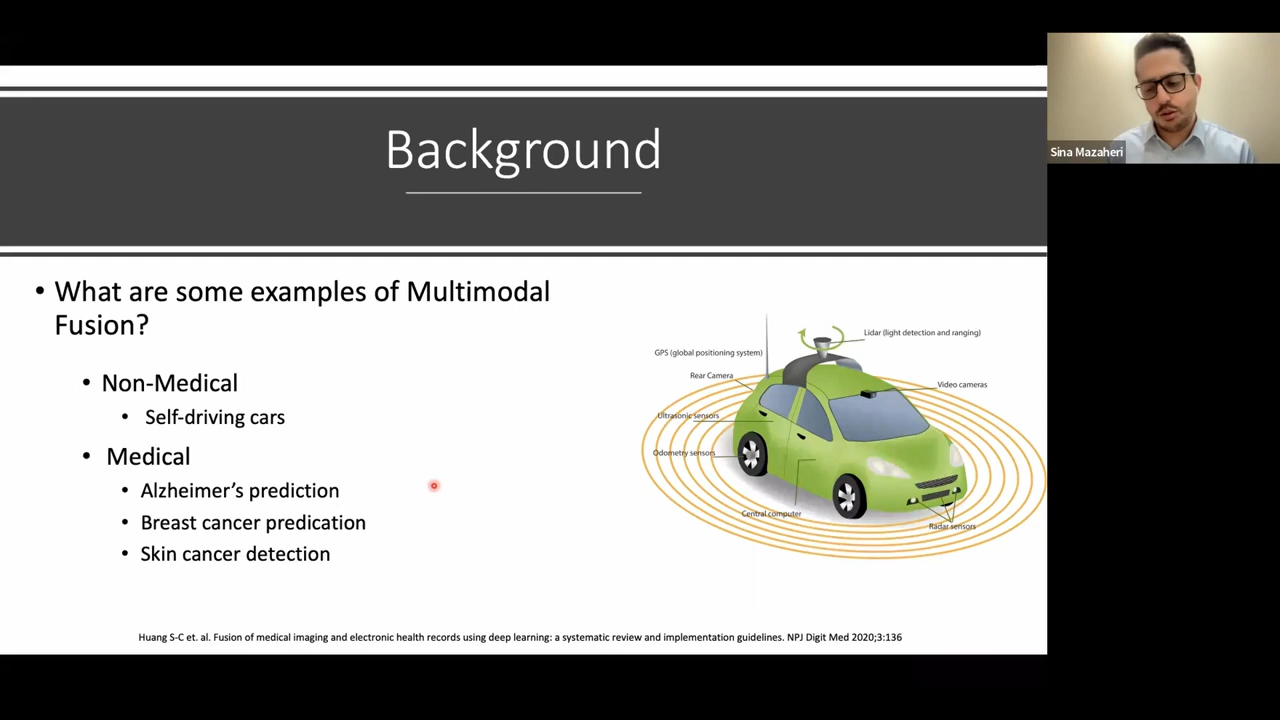 Background
Sina Mazaheri
• What are some examples of Multimodal
Fusion?
• Non-Medical
• Self-driving cars
• Medical
• Alzheimer's prediction
• Breast cancer predication
• Skin cancer detection
Lidar (light detection and ranging)
GPS (global positioning system)
Rear Camera
Video cameras
Ultrasonic sensors
Odometry sensors
Central computer
Radar sensors
Huang S-C et. al. Fusion of medical imaging and electronic health records using deep learning: a systematic review and implementation guidelines. NPJ Digit Med 2020;3:136